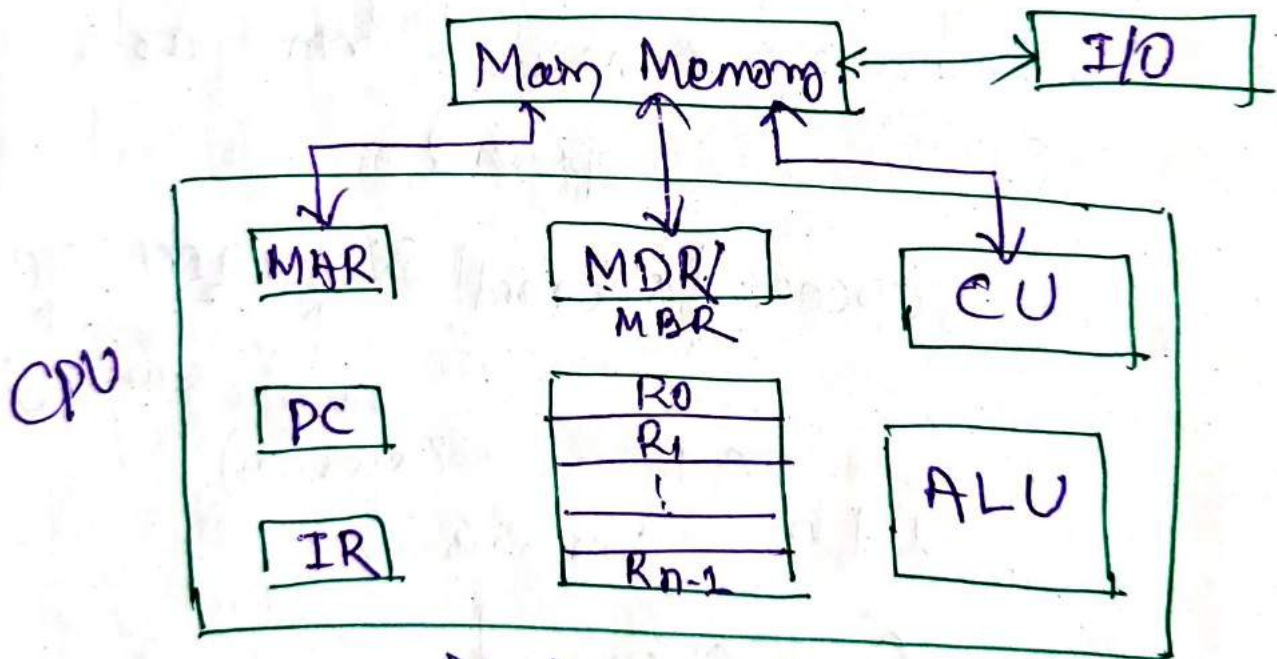 Main Memory
I/O
MAR
MDR/
MBR
CU
CPU
PC
R0
R1
ALU
IR
Rn-1